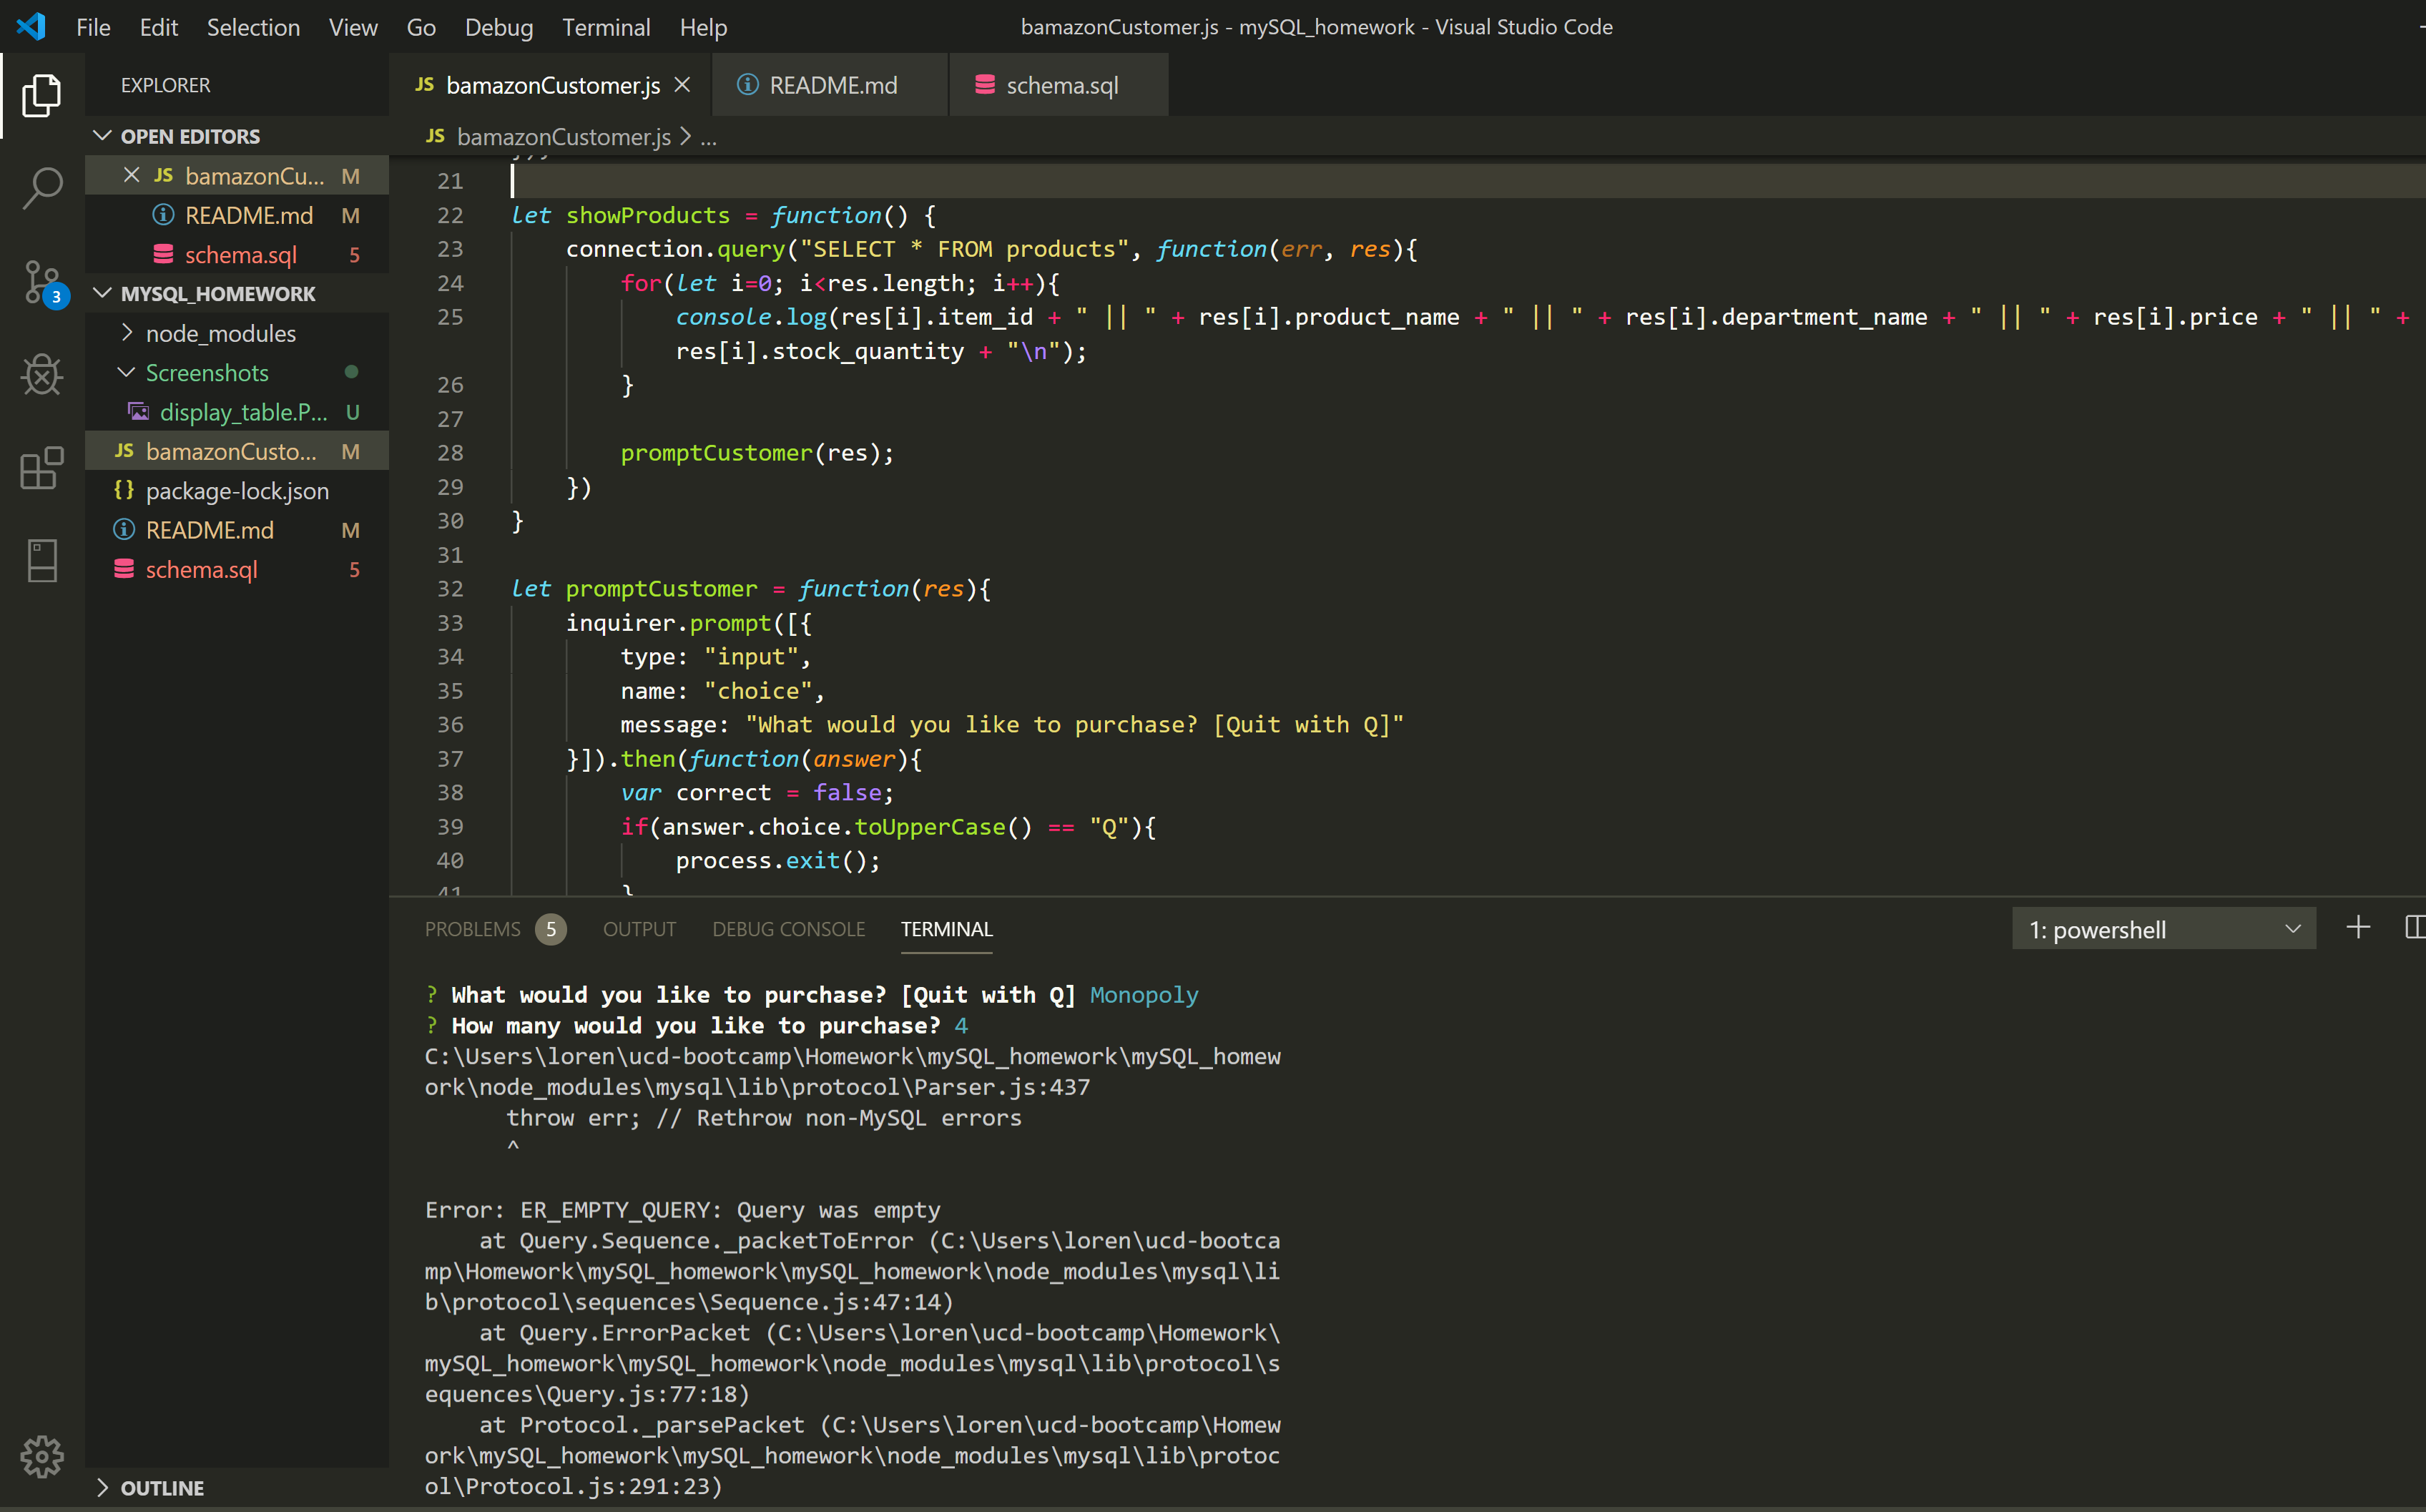 File Edit Selection View Go Debug Terminal Help
bamazonCustomer.js - mySQL_homework - Visual Studio Code
EXPLORER
OPEN EDITORS
JS bamazonCu... M
README.md M
schema.sql 5
3
MYSQL_HOMEWORK
node_modules
Screenshots
display_table.P... U
JS bamazonCusto... M
{} package-lock.json
README.md M
schema.sql 5
OUTLINE
JS bamazonCustomer.js
README.md
schema.sql
JS bamazonCustomer.js > ...
21
22 let showProducts = function() {
23 connection.query("SELECT * FROM products", function(err, res){
24 for(let i=0; i<res.length; i++){
25 console.log(res[i].item_id + " || " + res[i].product_name + " || " + res[i].department_name + " || " + res[i].price + " || " +
res[i].stock_quantity + "\n");
26 }
27
28 promptCustomer(res);
29 })
30 }
31
32 let promptCustomer = function(res){
33 inquirer.prompt([{
34 type: "input",
35 name: "choice",
36 message: "What would you like to purchase? [Quit with Q]"
37 }]).then(function(answer){
38 var correct = false;
39 if(answer.choice.toUpperCase() == "Q"){
40 process.exit();
41 }
PROBLEMS 5 OUTPUT DEBUG CONSOLE TERMINAL
1: powershell
? What would you like to purchase? [Quit with Q] Monopoly
? How many would you like to purchase? 4
C:\Users\loren\ucd-bootcamp\Homework\mySQL_homework\mySQL_homew
ork\node_modules\mysql\lib\protocol\Parser.js:437
throw err; // Rethrow non-MySQL errors
^
Error: ER_EMPTY_QUERY: Query was empty
at Query.Sequence._packetToError (C:\Users\loren\ucd-bootca
mp\Homework\mySQL_homework\mySQL_homework\node_modules\mysql\li
b\protocol\sequences\Sequence.js:47:14)
at Query.ErrorPacket (C:\Users\loren\ucd-bootcamp\Homework\
mySQL_homework\mySQL_homework\node_modules\mysql\lib\protocol\s
equences\Query.js:77:18)
at Protocol._parsePacket (C:\Users\loren\ucd-bootcamp\Homew
ork\mySQL_homework\mySQL_homework\node_modules\mysql\lib\protoc
ol\Protocol.js:291:23)